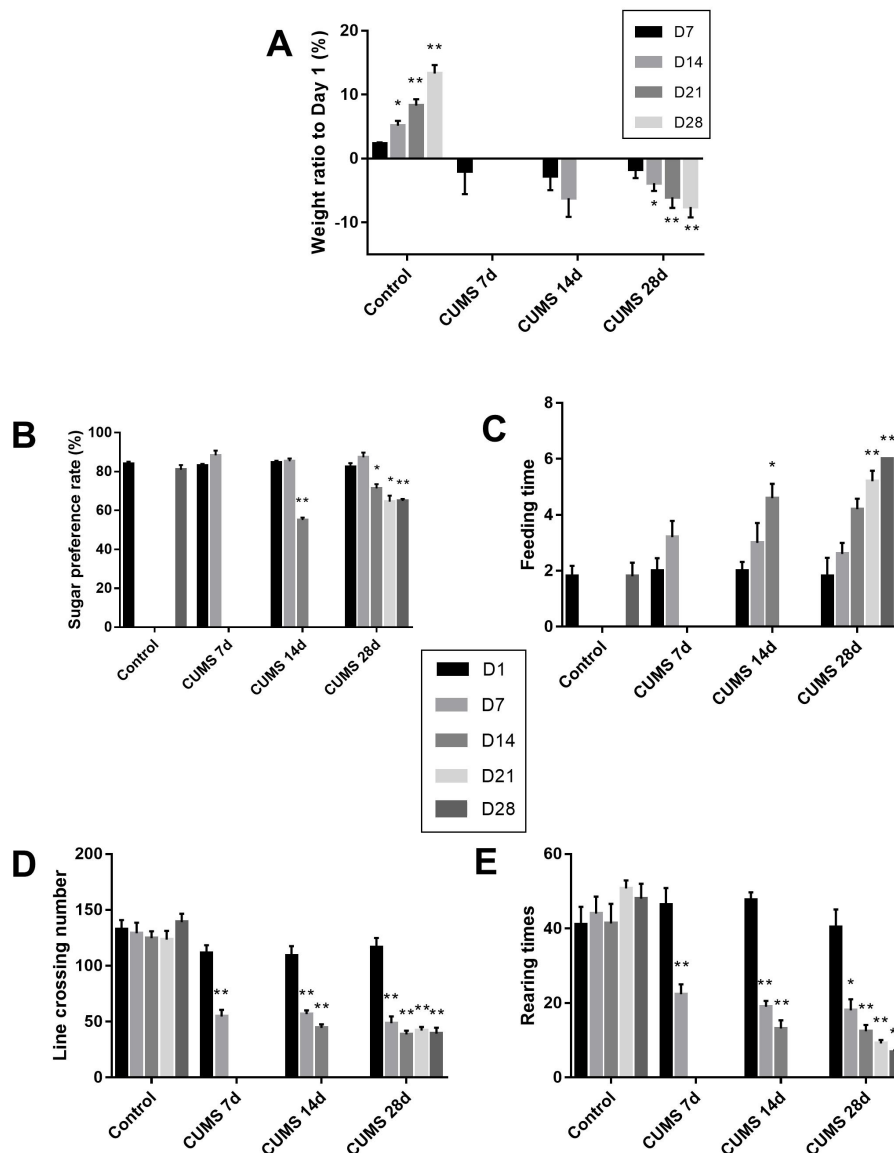 A
Weight ratio to Day 1 (%)
20
10
0
-10
*
**
**
*
**
**
D7
D14
D21
D28
Control
CUMS 7d
CUMS 14d
CUMS 28d
B
Sugar preference rate (%)
100
80
60
40
20
0
**
*
*
**
Control
CUMS 7d
CUMS 14d
CUMS 28d
C
Feeding time
8
6
4
2
0
*
**
**
Control
CUMS 7d
CUMS 14d
CUMS 28d
D1
D7
D14
D21
D28
D
Line crossing number
200
150
100
50
0
**
**
**
**
**
**
**
Control
CUMS 7d
CUMS 14d
CUMS 28d
E
Rearing times
60
40
20
0
**
**
**
*
**
**
*
Control
CUMS 7d
CUMS 14d
CUMS 28d